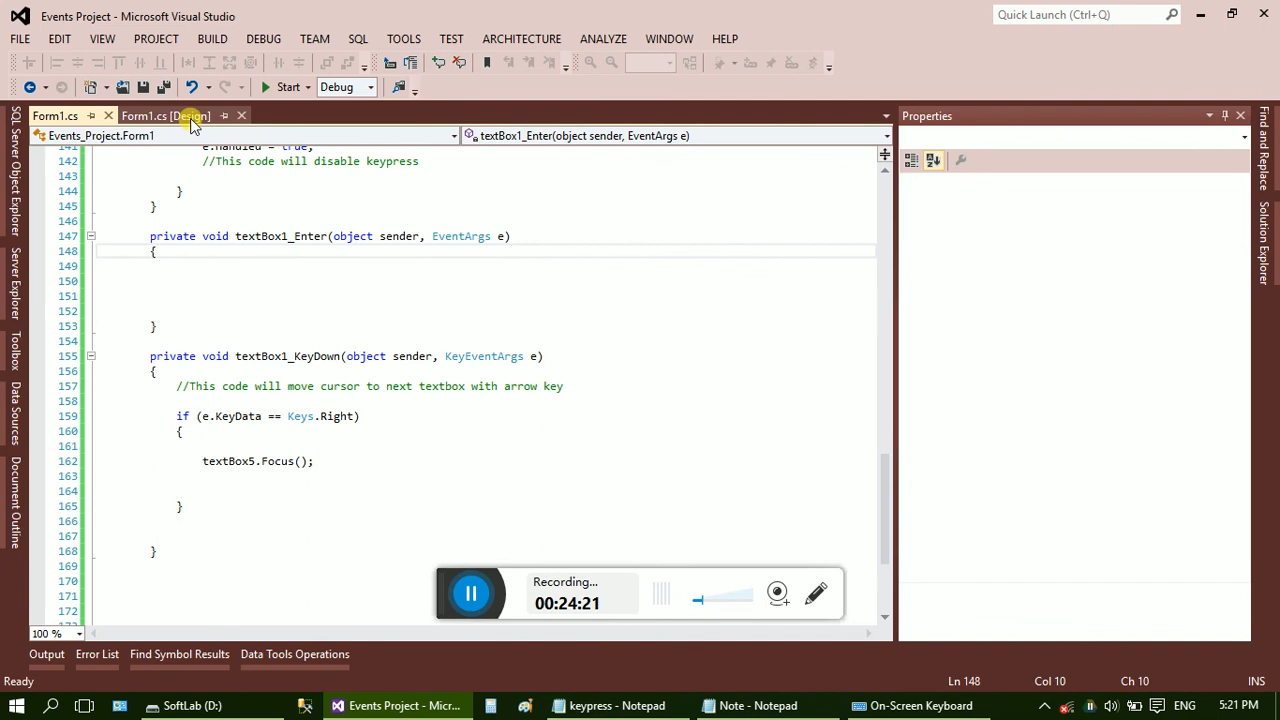 Events Project - Microsoft Visual Studio
Quick Launch (Ctrl+Q)
FILE EDIT VIEW PROJECT BUILD DEBUG TEAM SQL TOOLS TEST ARCHITECTURE ANALYZE WINDOW HELP
Start Debug
Form1.cs Form1.cs [Design]
Events_Project.Form1 textBox1_Enter(object sender, EventArgs e)
141 e.Handled = true;
142 //This code will disable keypress
143
144 }
145 }
146
147 private void textBox1_Enter(object sender, EventArgs e)
148 {
149
150
151
152
153 }
154
155 private void textBox1_KeyDown(object sender, KeyEventArgs e)
156 {
157 //This code will move cursor to next textbox with arrow key
158
159 if (e.KeyData == Keys.Right)
160 {
161
162 textBox5.Focus();
163
164
165 }
166
167
168 }
169
170
171
172
100 %
SQL Server Object Explorer
Server Explorer
Toolbox
Data Sources
Document Outline
Properties
Find and Replace
Solution Explorer
Recording...
00:24:21
Output Error List Find Symbol Results Data Tools Operations
Ready Ln 148 Col 10 Ch 10 INS
SoftLab (D:) Events Project - Micr... keypress - Notepad Note - Notepad On-Screen Keyboard ENG 5:21 PM